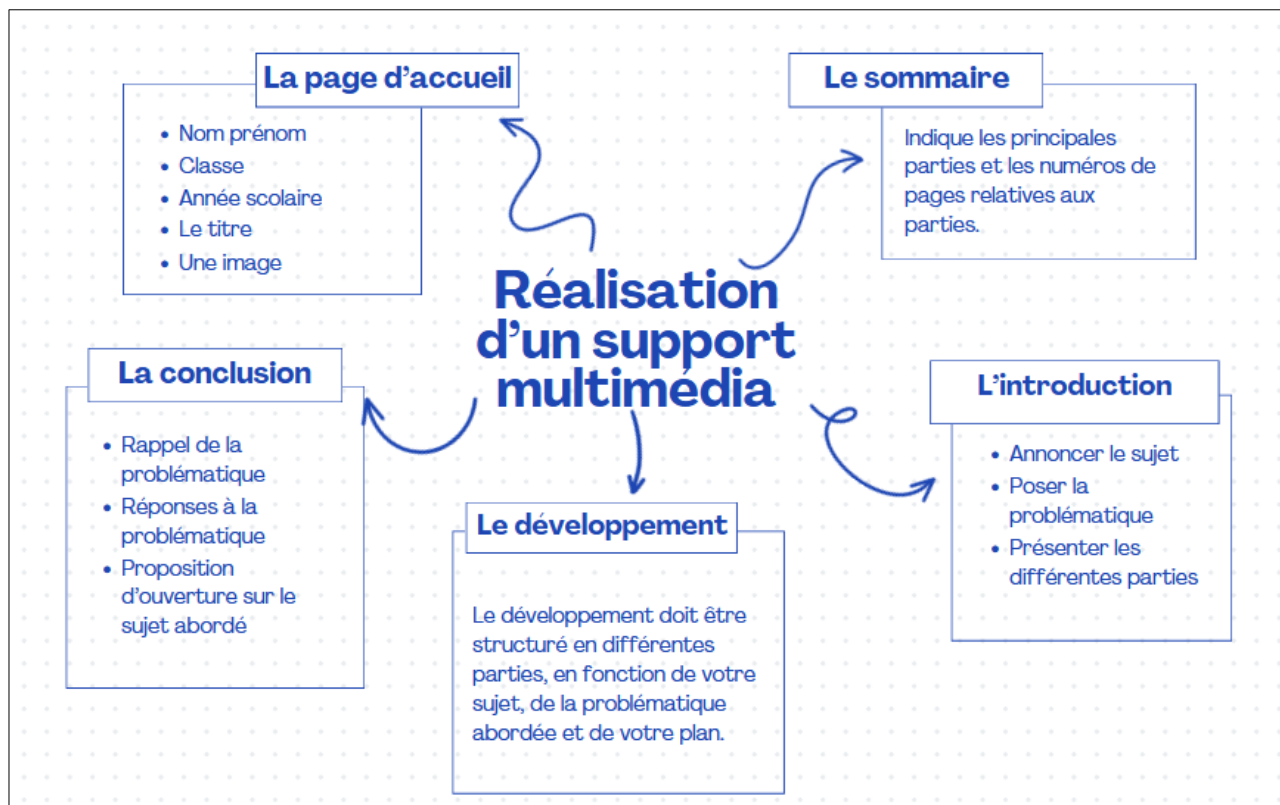 La page d'accueil
• Nom prénom
• Classe
• Année scolaire
• Le titre
• Une image
Le sommaire
Indique les principales
parties et les numéros de
pages relatives aux
parties.
Réalisation
d'un support
multimédia
La conclusion
• Rappel de la
problématique
• Réponses à la
problématique
• Proposition
d'ouverture sur le
sujet abordé
Le développement
Le développement doit être
structuré en différentes
parties, en fonction de votre
sujet, de la problématique
abordée et de votre plan.
L'introduction
• Annoncer le sujet
• Poser la
problématique
• Présenter les
différentes parties